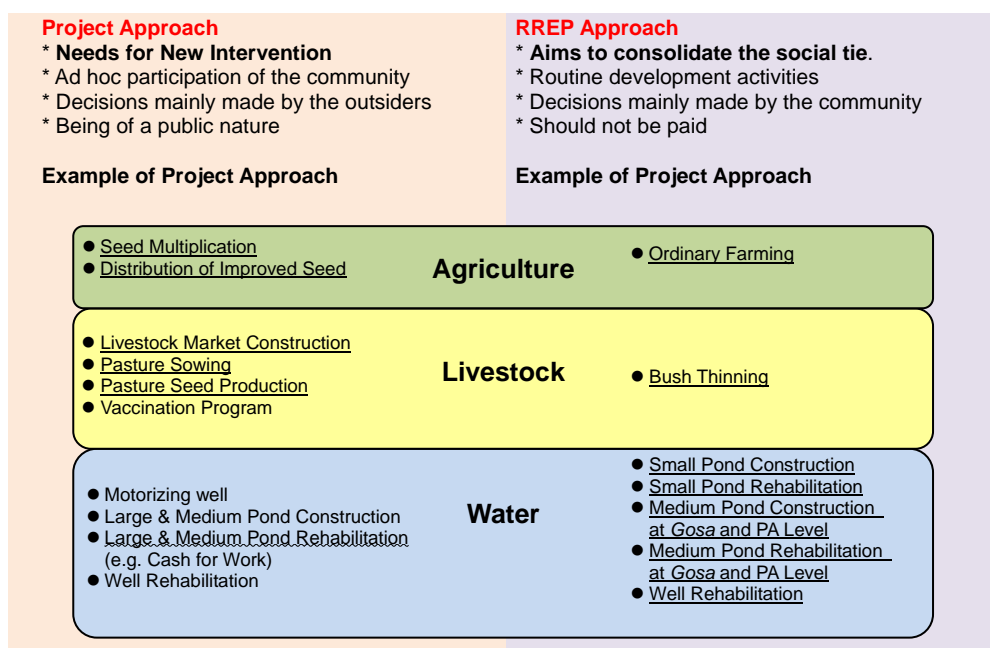 Project Approach
* Needs for New Intervention
* Ad hoc participation of the community
* Decisions mainly made by the outsiders
* Being of a public nature
Example of Project Approach
RREP Approach
* Aims to consolidate the social tie.
* Routine development activities
* Decisions mainly made by the community
* Should not be paid
Example of Project Approach
● Seed Multiplication
● Distribution of Improved Seed
Agriculture
● Ordinary Farming
● Livestock Market Construction
● Pasture Sowing
● Pasture Seed Production
● Vaccination Program
Livestock
● Bush Thinning
● Motorizing well
● Large & Medium Pond Construction
● Large & Medium Pond Rehabilitation
(e.g. Cash for Work)
● Well Rehabilitation
Water
● Small Pond Construction
● Small Pond Rehabilitation
● Medium Pond Construction
at Gosa and PA Level
● Medium Pond Rehabilitation
at Gosa and PA Level
● Well Rehabilitation